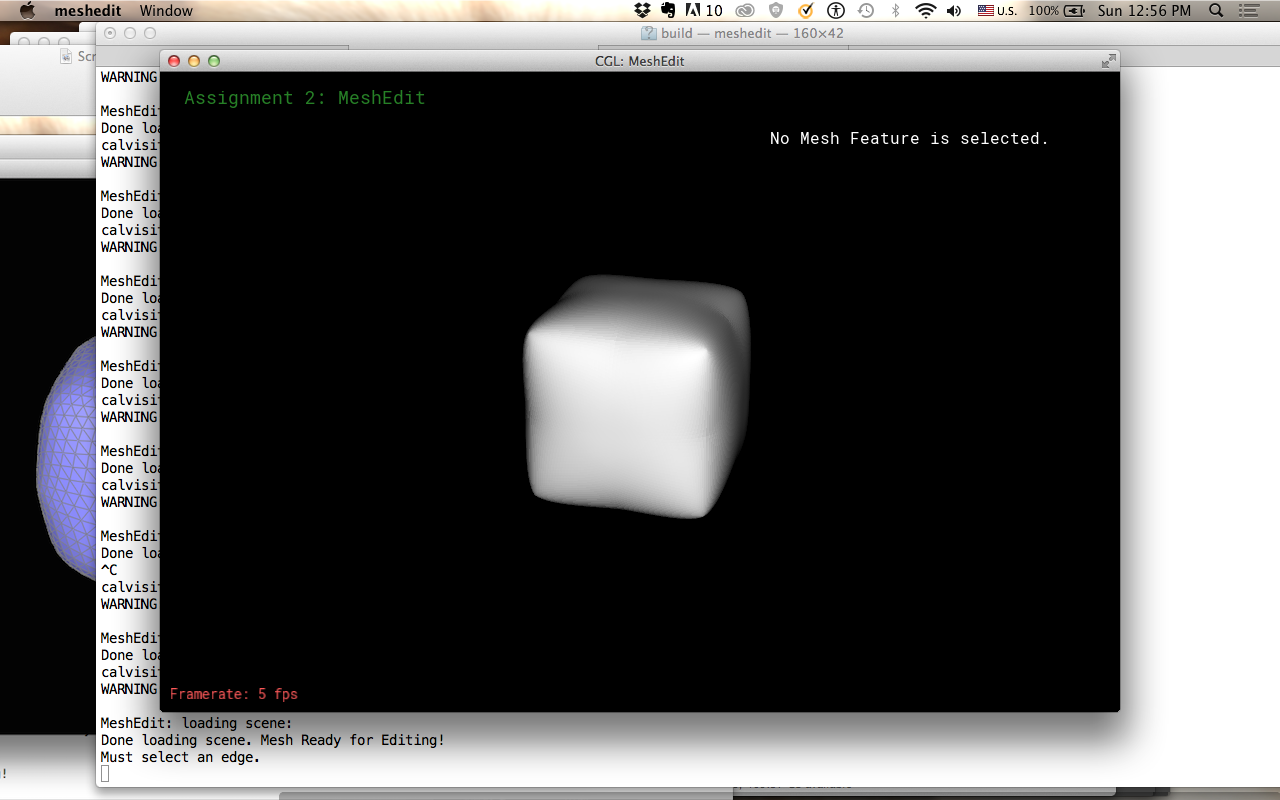 meshedit Window 10 U.S. 100% Sun 12:56 PM
build — meshedit — 160×42
Scr
CGL: MeshEdit
Assignment 2: MeshEdit
No Mesh Feature is selected.
WARNING
MeshEdit
Done loa
calvisit
WARNING
MeshEdit
Done loa
calvisit
WARNING
MeshEdit
Done loa
calvisit
WARNING
MeshEdit
Done loa
calvisit
WARNING
MeshEdit
Done loa
calvisit
WARNING
MeshEdit
Done loa
^C
calvisit
WARNING
MeshEdit
Done loa
calvisit
WARNING
Framerate: 5 fps
MeshEdit: loading scene:
Done loading scene. Mesh Ready for Editing!
Must select an edge.